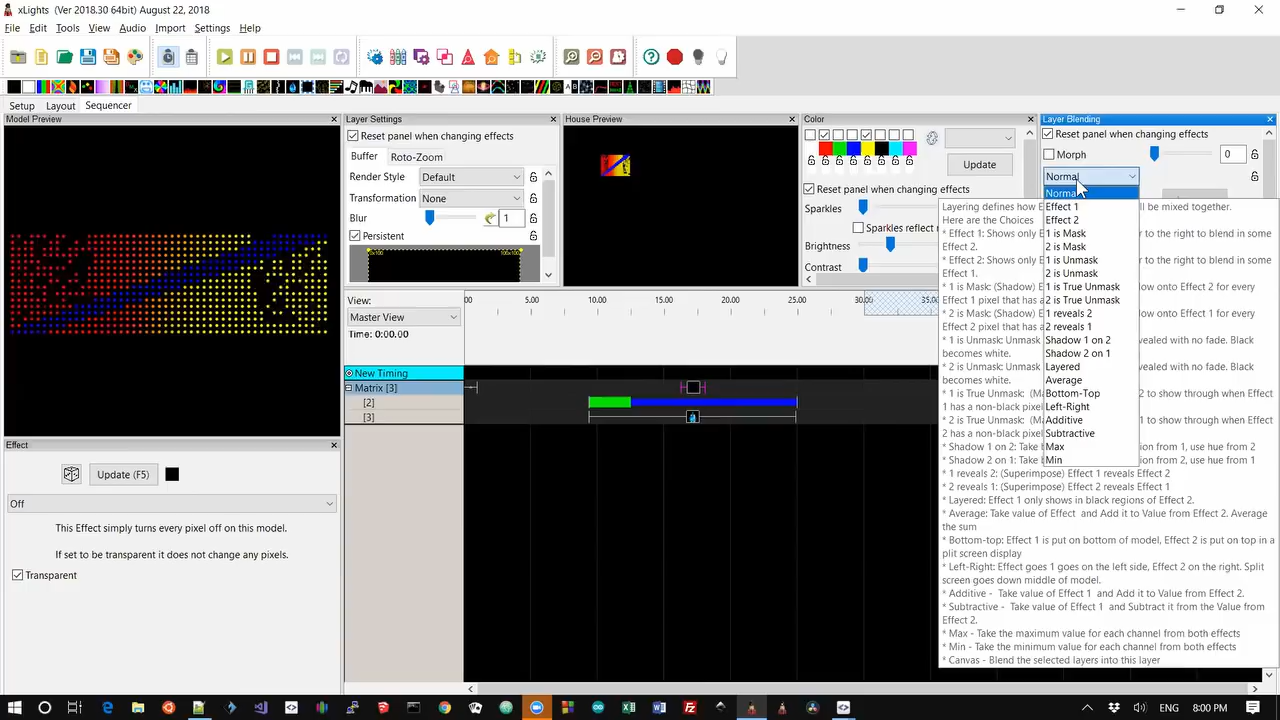 xLights (Ver 2018.30 64bit) August 22, 2018
File Edit Tools View Audio Import Settings Help
Setup Layout Sequencer
Model Preview
Layer Settings
Reset panel when changing effects
Buffer Roto-Zoom
Render Style Default
Transformation None
Blur 1
Persistent
0x100 100x100
House Preview
Color
Update
Reset panel when changing effects
Sparkles
Sparkles reflect
Brightness
Contrast
Layer Blending
Reset panel when changing effects
Morph 0
Normal
Normal
Effect 1
Effect 2
1 is Mask
2 is Mask
1 is Unmask
2 is Unmask
1 is True Unmask
2 is True Unmask
1 reveals 2
2 reveals 1
Shadow 1 on 2
Shadow 2 on 1
Layered
Average
Bottom-Top
Left-Right
Additive
Subtractive
Max
Min
Layering defines how E ll be mixed together.
Here are the Choices
* Effect 1: Shows only E r to the right to blend in some
Effect 2.
* Effect 2: Shows only E r to the right to blend in some
Effect 1.
* 1 is Mask: (Shadow) E ow onto Effect 2 for every
Effect 1 pixel that has a
* 2 is Mask: (Shadow) E ow onto Effect 1 for every
Effect 2 pixel that has a
* 1 is Unmask: Unmask vealed with no fade. Black
becomes white.
* 2 is Unmask: Unmask vealed with no fade. Black
becomes white.
* 1 is True Unmask: (Ma 2 to show through when Effect
1 has a non-black pixel
* 2 is True Unmask: (Ma 1 to show through when Effect
2 has a non-black pixel
* Shadow 1 on 2: Take ion from 2, use hue from 2
* Shadow 2 on 1: Take b ion from 2, use hue from 1
* 1 reveals 2: (Superimpose) Effect 1 reveals Effect 2
* 2 reveals 1: (Superimpose) Effect 2 reveals Effect 1
* Layered: Effect 1 only shows in black regions of Effect 2.
* Average: Take value of Effect and Add it to Value from Effect 2. Average
the sum
* Bottom-top: Effect 1 is put on bottom of model, Effect 2 is put on top in a
plit screen display
* Left-Right: Effect goes 1 goes on the left side, Effect 2 on the right. Split
screen goes down middle of model.
* Additive - Take value of Effect 1 and Add it to Value from Effect 2.
* Subtractive - Take value of Effect 1 and Subtract it from the Value from
Effect 2.
* Max - Take the maximum value for each channel from both effects
* Min - Take the minimum value for each channel from both effects
* Canvas - Blend the selected layers into this layer
View:
Master View
Time: 0:00.00
00 5.00 10.00 15.00 20.00 25.00 30.00 35.0
New Timing
Matrix [3]
[2]
[3]
Effect
Update (F5)
Off
This Effect simply turns every pixel off on this model.
If set to be transparent it does not change any pixels.
Transparent
ENG 8:00 PM